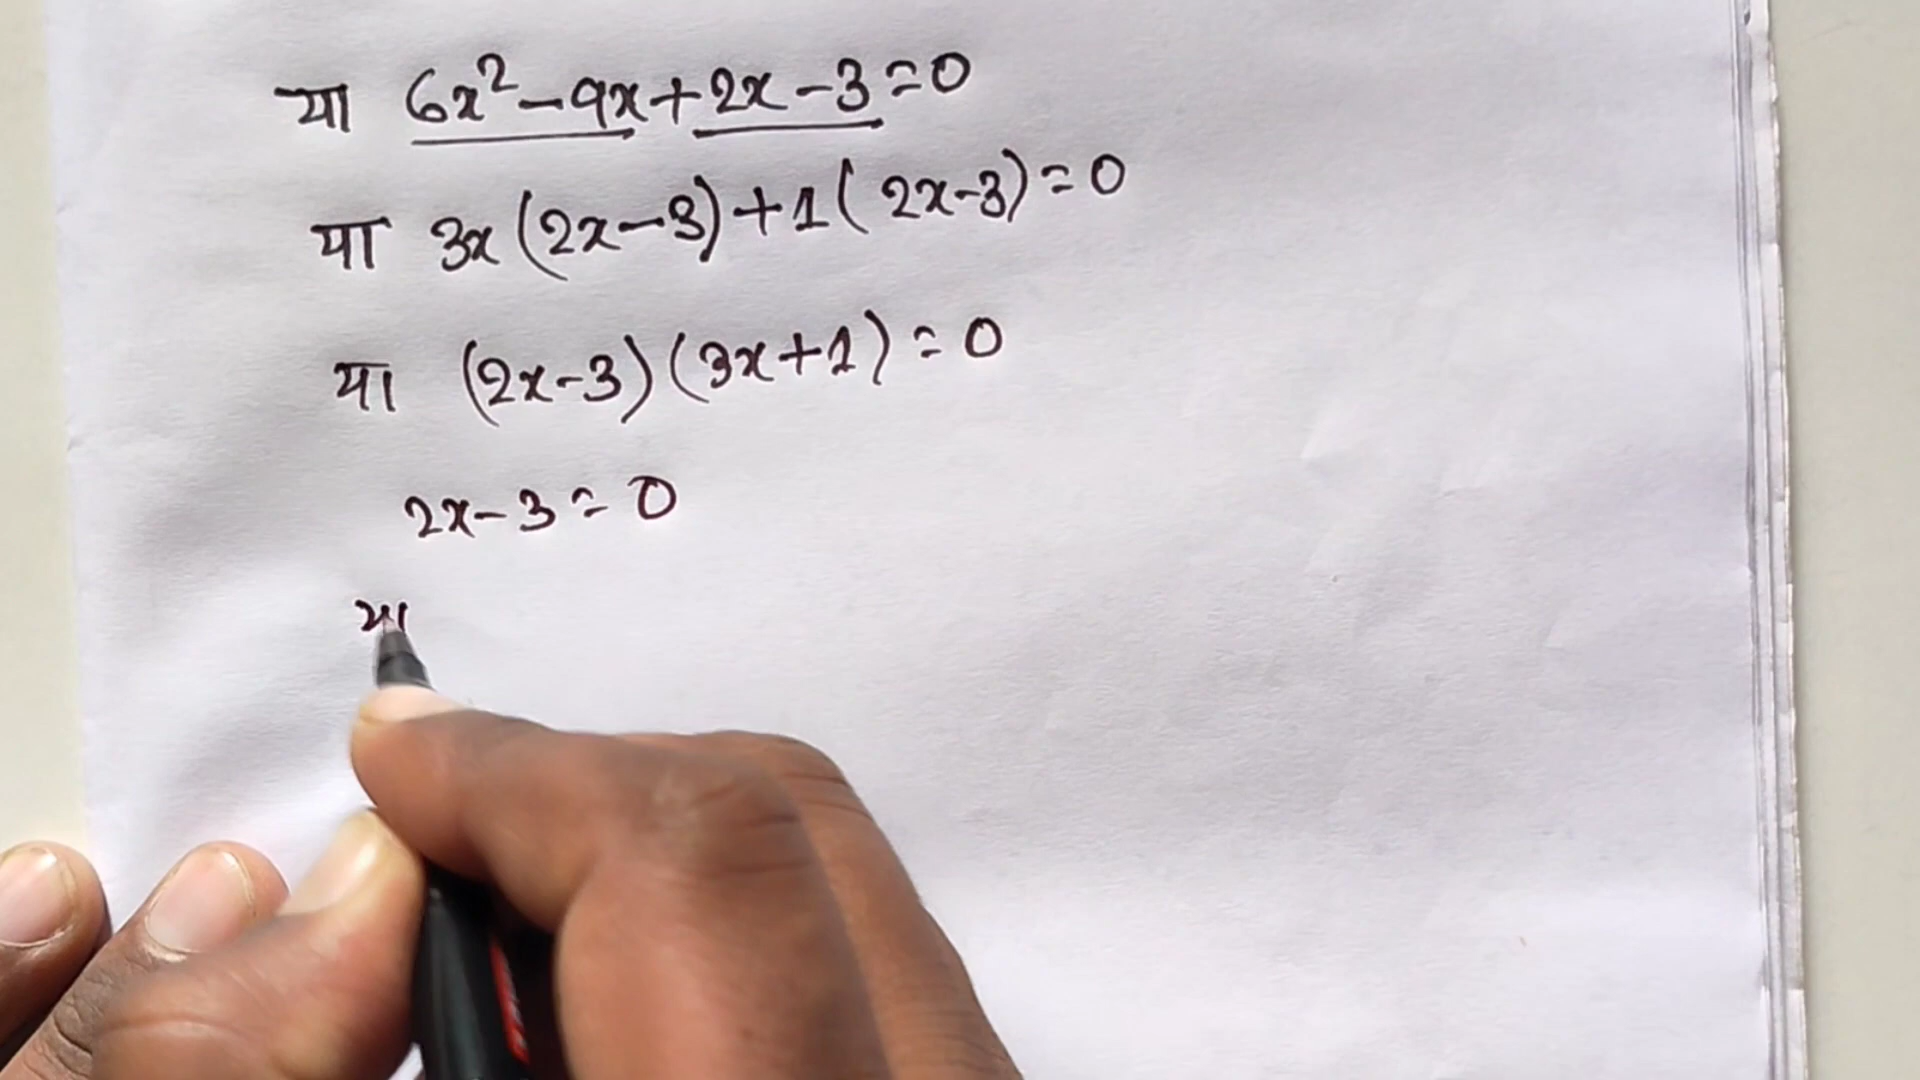 या 6x²-9x+2x-3=0
या 3x(2x-3)+1(2x-3)=0
या (2x-3)(3x+1)=0
2x-3=0
या